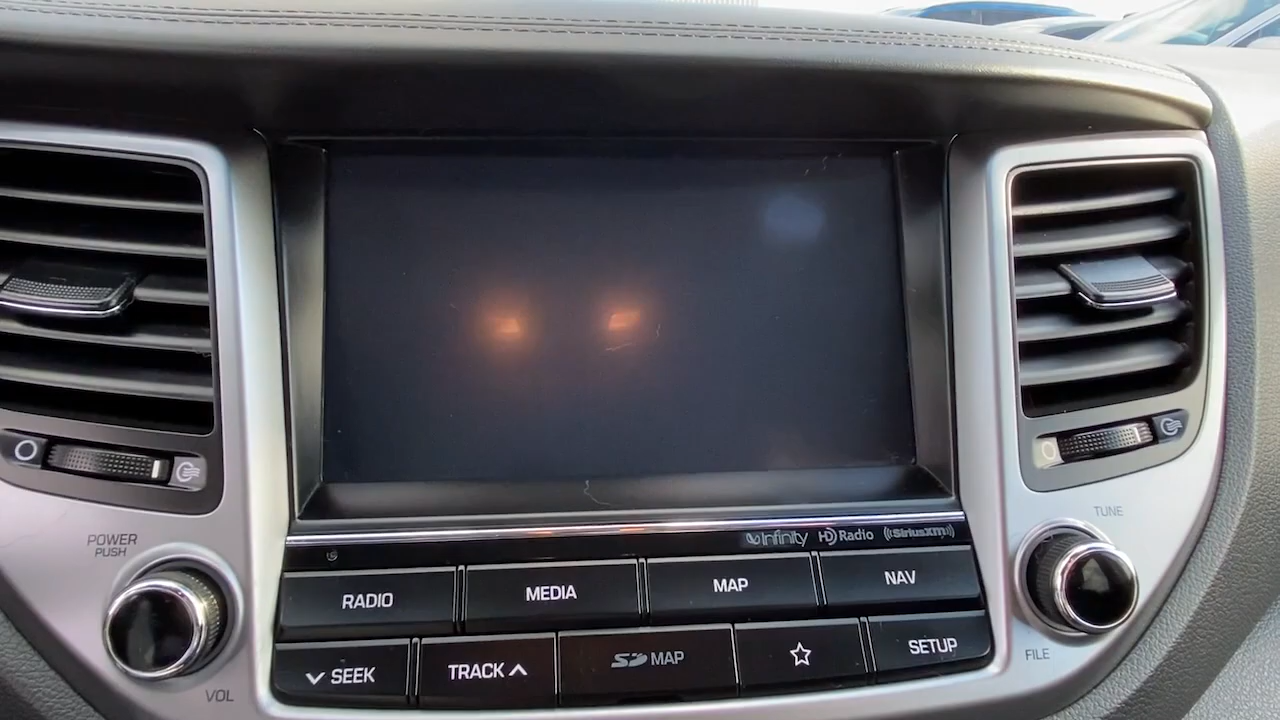 POWER
PUSH
VOL
Infinity HD Radio ((SiriusXM))
RADIO MEDIA MAP NAV
SEEK TRACK SD MAP SETUP
TUNE
FILE